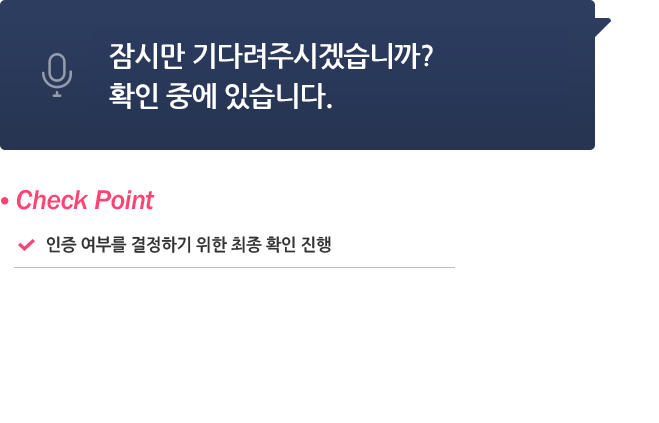 잠시만 기다려주시겠습니까?
확인 중에 있습니다.
• Check Point
인증 여부를 결정하기 위한 최종 확인 진행